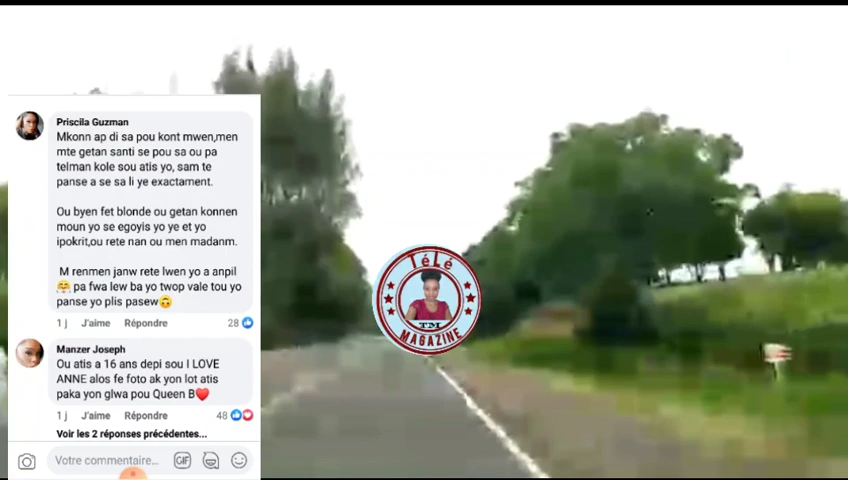 Priscila Guzman
Mkonn ap di sa pou kont mwen,men
mte getan santi se pou sa ou pa
telman kole sou atis yo, sam te
panse a se sa li ye exactament.
Ou byen fet blonde ou getan konnen
moun yo se egoyis yo ye et yo
ipokrit,ou rete nan ou men madanm.
M renmen janw rete lwen yo a anpil
🤗 pa fwa lew ba yo twop vale tou yo
panse yo plis pasew🙃
1 j J'aime Répondre 28
Manzer Joseph
Ou atis a 16 ans depi sou I LOVE
ANNE alos fe foto ak yon lot atis
paka yon glwa pou Queen B❤️
1 j J'aime Répondre 48
Voir les 2 réponses précédentes...
Votre commentaire... GIF
TéLé
TM
MAGAZINE